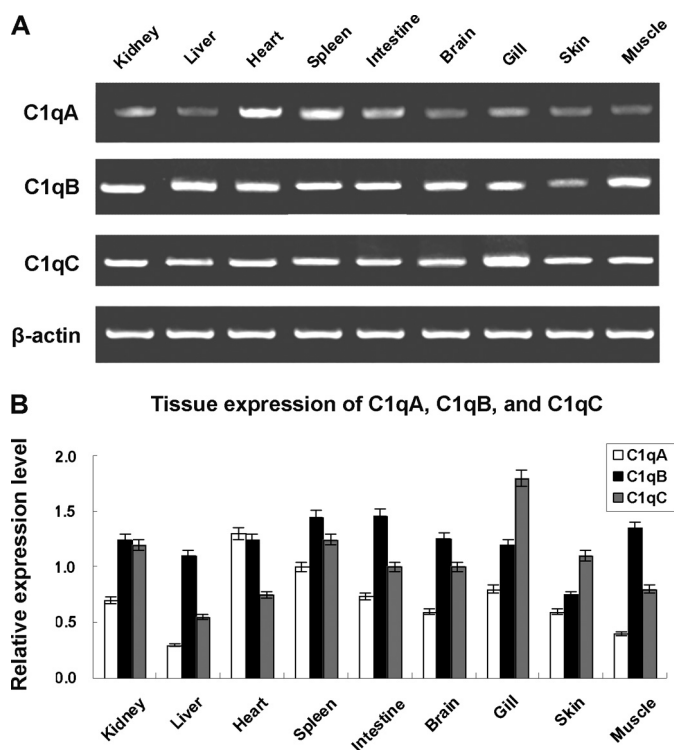 A
Kidney Liver Heart Spleen Intestine Brain Gill Skin Muscle
C1qA
C1qB
C1qC
β-actin
B
Tissue expression of C1qA, C1qB, and C1qC
Relative expression level
2.0
1.5
1.0
0.5
0.0
C1qA
C1qB
C1qC
Kidney Liver Heart Spleen Intestine Brain Gill Skin Muscle